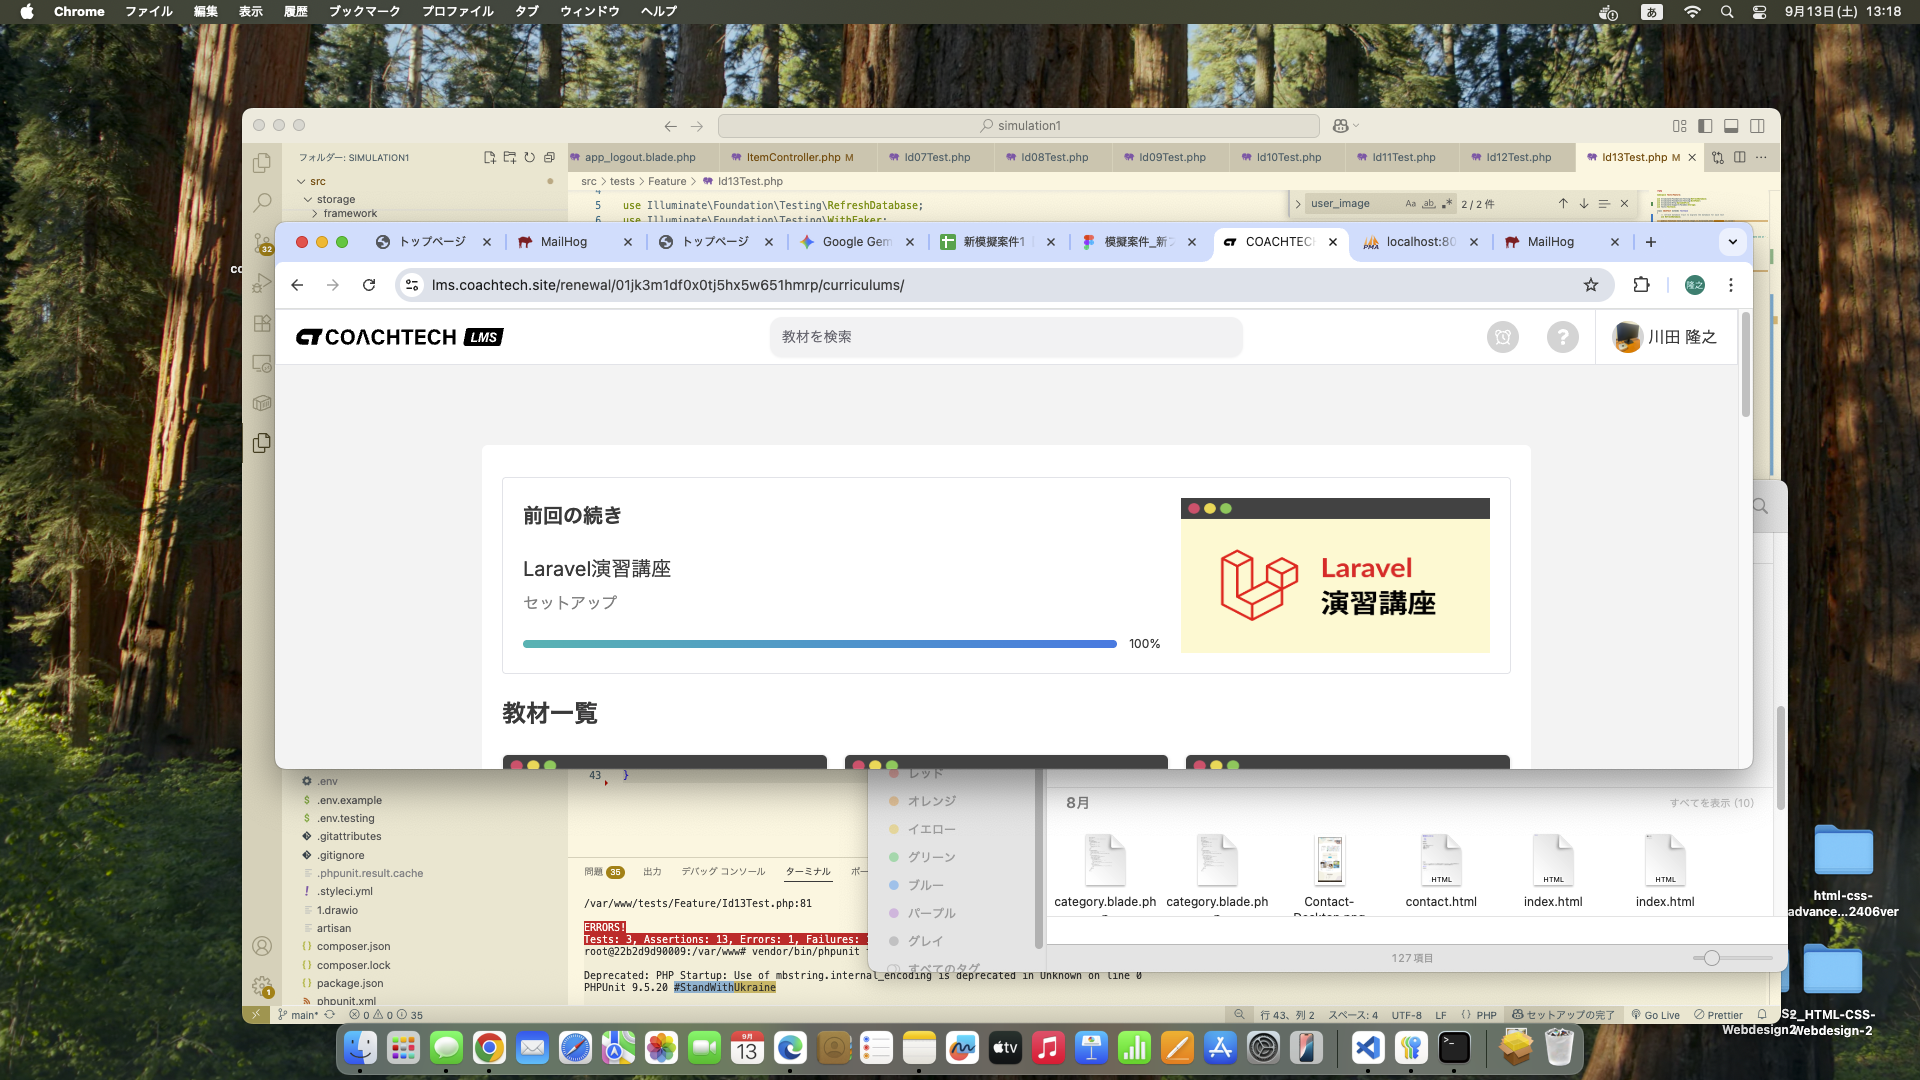 Chrome ファイル 編集 表示 履歴 ブックマーク プロファイル タブ ウィンドウ ヘルプ
あ 9月13日(土) 13:18
simulation1
フォルダー: SIMULATION1
app_logout.blade.php ItemController.php M Id07Test.php Id08Test.php Id09Test.php Id10Test.php Id11Test.php Id12Test.php Id13Test.php M
src
src > tests > Feature > Id13Test.php
storage
framework
5 use Illuminate\Foundation\Testing\RefreshDatabase;
6 use Illuminate\Foundation\Testing\WithFaker;
user_image Aa ab 2 / 2 件
32
トップページ MailHog トップページ Google Gem 新模擬案件1 模擬案件_新フ COACHTEC localhost:80 MailHog
lms.coachtech.site/renewal/01jk3m1df0x0tj5hx5w651hmrp/curriculums/
隆之
COACHTECH LMS
教材を検索
?
川田 隆之
前回の続き
Laravel演習講座
セットアップ
100%
Laravel
演習講座
教材一覧
.env
.env.example
.env.testing
.gitattributes
.gitignore
.phpunit.result.cache
.styleci.yml
1.drawio
artisan
composer.json
composer.lock
package.json
phpunit.xml
43 }
問題 35 出力 デバッグ コンソール ターミナル ポー
/var/www/tests/Feature/Id13Test.php:81
ERRORS!
Tests: 3, Assertions: 13, Errors: 1, Failures:
root@22b2d9d90009:/var/www# vendor/bin/phpunit
Deprecated: PHP Startup: Use of mbstring.internal_encoding is deprecated in Unknown on line 0
PHPUnit 9.5.20 #StandWithUkraine
レッド
オレンジ
イエロー
グリーン
ブルー
パープル
グレイ
すべてのタグ
8月
すべてを表示 (10)
HTML HTML HTML
category.blade.ph category.blade.ph Contact- contact.html index.html index.html
Desktop.png
127項目
html-css-
advance...2406ver
S2_HTML-CSS-
Webdesign2
Webdesign-2
1
main* 0 0 35
行 43、列 2 スペース: 4 UTF-8 LF { } PHP セットアップの完了 Go Live Prettier
9月
13
tv